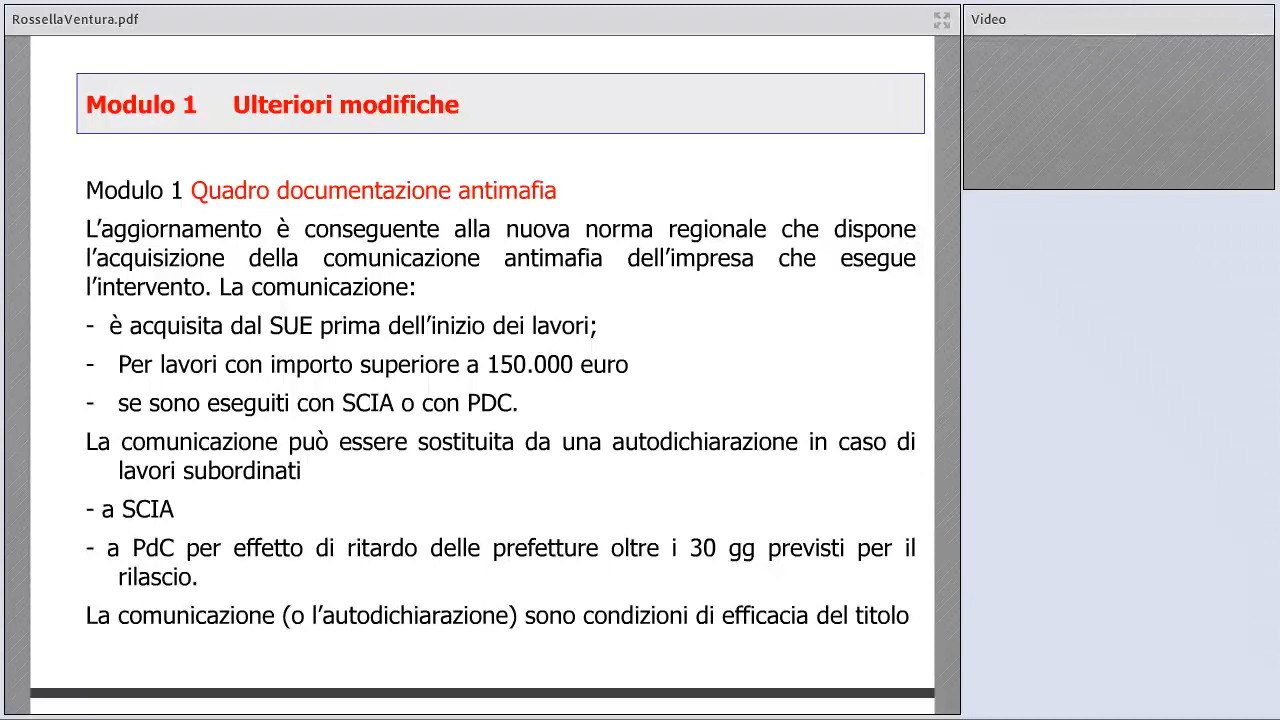 RossellaVentura.pdf
Video
Modulo 1 Ulteriori modifiche
Modulo 1 Quadro documentazione antimafia
L’aggiornamento è conseguente alla nuova norma regionale che dispone
l’acquisizione della comunicazione antimafia dell’impresa che esegue
l’intervento. La comunicazione:
- è acquisita dal SUE prima dell’inizio dei lavori;
- Per lavori con importo superiore a 150.000 euro
- se sono eseguiti con SCIA o con PDC.
La comunicazione può essere sostituita da una autodichiarazione in caso di
lavori subordinati
- a SCIA
- a PdC per effetto di ritardo delle prefetture oltre i 30 gg previsti per il
rilascio.
La comunicazione (o l’autodichiarazione) sono condizioni di efficacia del titolo